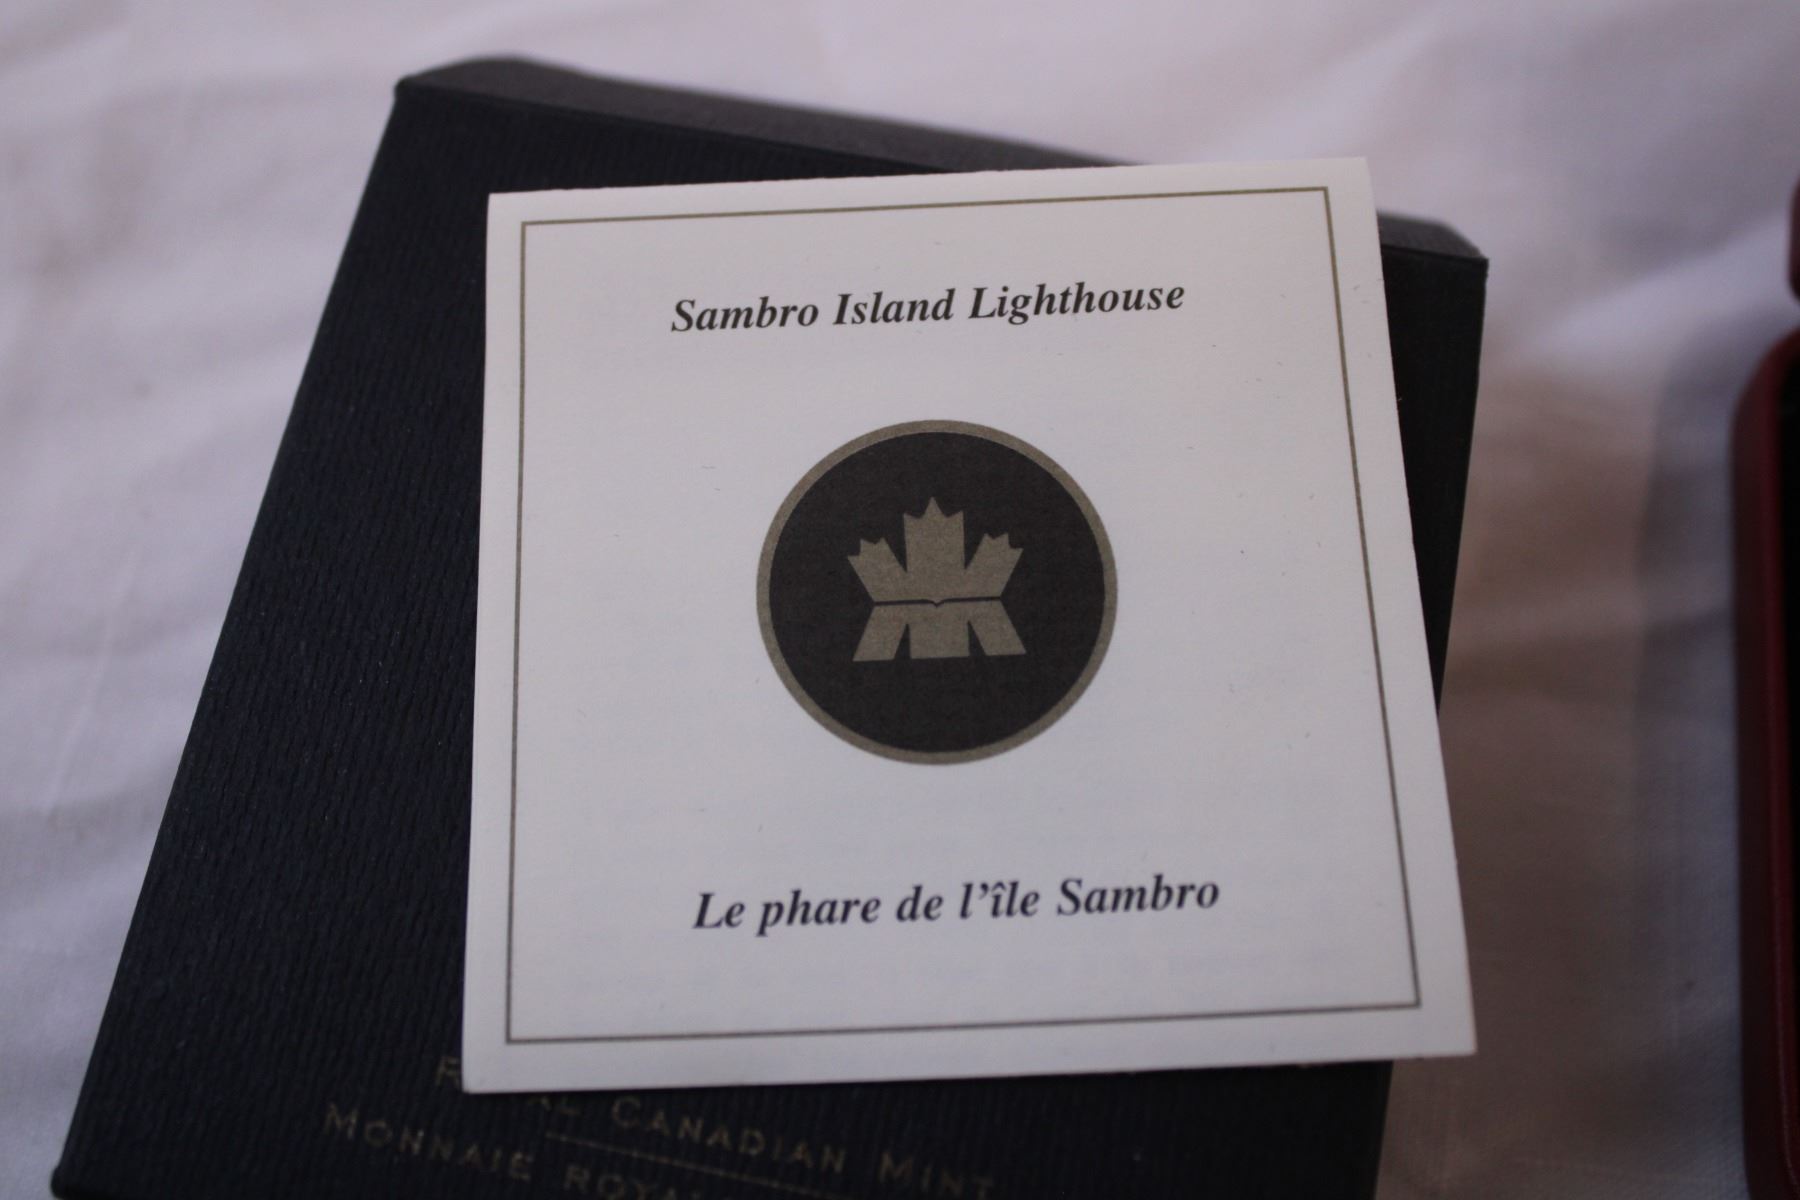 Sambro Island Lighthouse
Le phare de l'île Sambro
Canadian Mint
Monnaie